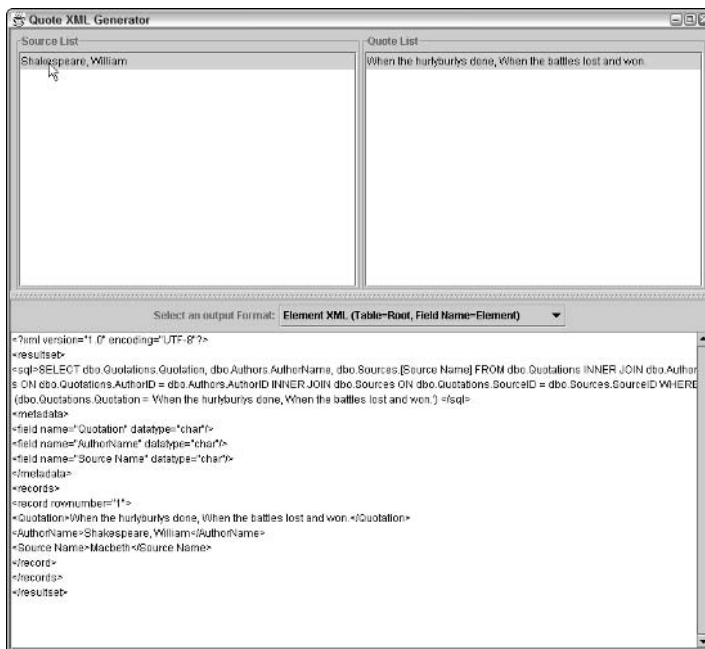 Quote XML Generator
Source List
Quote List
Shakespeare, William
When the hurlyburlys done, When the battles lost and won.
Select an output Format: Element XML (Table=Root, Field Name=Element)
<?xml version="1.0" encoding="UTF-8"?>
<resultset>
<sql>SELECT dbo.Quotations.Quotation, dbo.Authors.AuthorName, dbo.Sources.[Source Name] FROM dbo.Quotations INNER JOIN dbo.Author
s ON dbo.Quotations.AuthorID = dbo.Authors.AuthorID INNER JOIN dbo.Sources ON dbo.Quotations.SourceID = dbo.Sources.SourceID WHERE
(dbo.Quotations.Quotation = 'When the hurlyburlys done, When the battles lost and won.') </sql>
<metadata>
<field name="Quotation" datatype="char"/>
<field name="AuthorName" datatype="char"/>
<field name="Source Name" datatype="char"/>
</metadata>
<records>
<record rownumber="1">
<Quotation>When the hurlyburlys done, When the battles lost and won.</Quotation>
<AuthorName>Shakespeare, William</AuthorName>
<Source Name>Macbeth</Source Name>
</record>
</records>
</resultset>